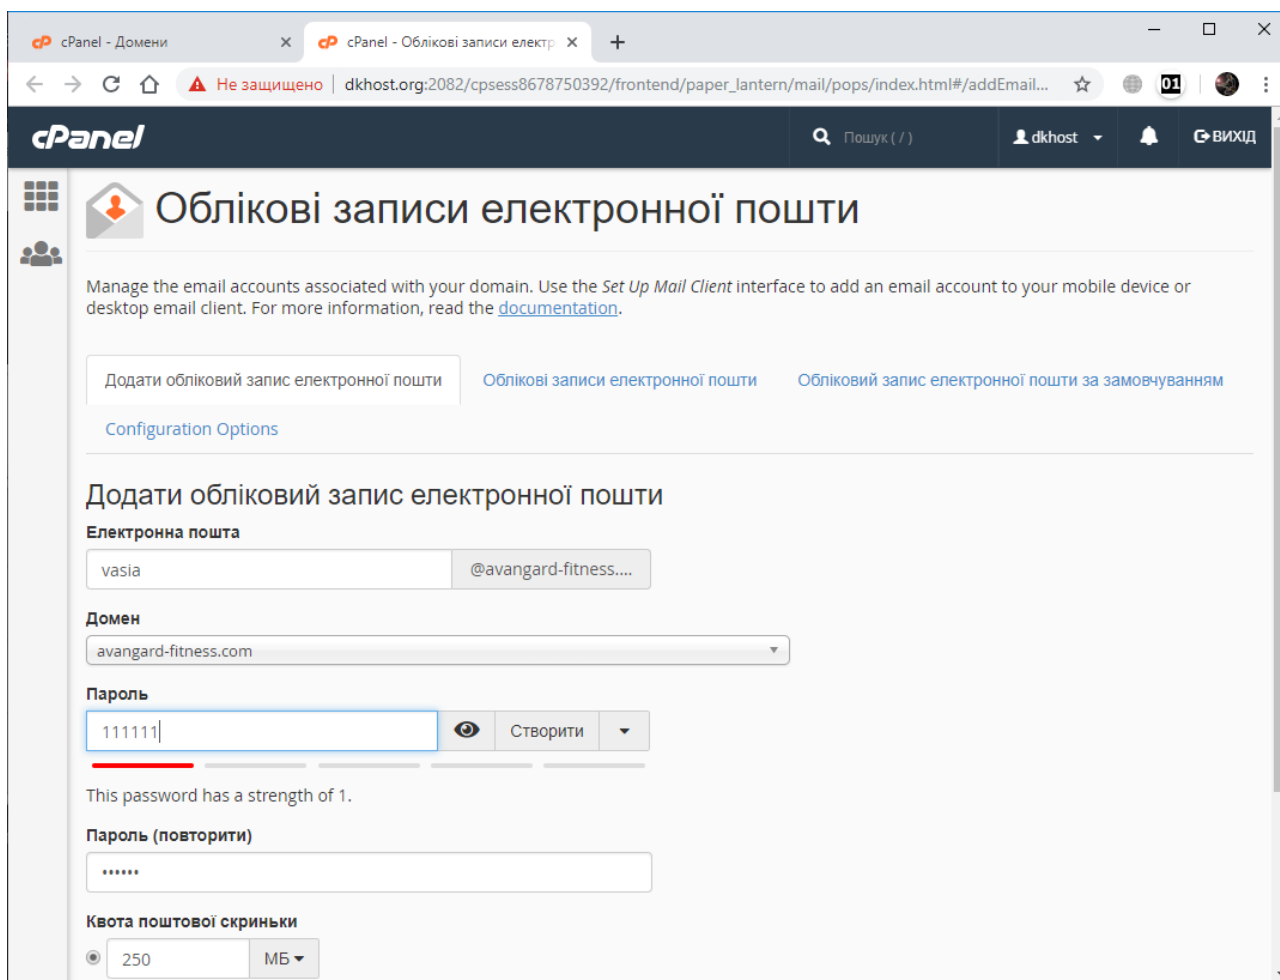 cPanel - Домени
cPanel - Облікові записи електр
Не защищено
dkhost.org:2082/cpsess8678750392/frontend/paper_lantern/mail/pops/index.html#/addEmail...
01
cPanel
Пошук ( / )
dkhost
ВИХІД
Облікові записи електронної пошти
Manage the email accounts associated with your domain. Use the Set Up Mail Client interface to add an email account to your mobile device or
desktop email client. For more information, read the documentation.
Додати обліковий запис електронної пошти
Облікові записи електронної пошти
Обліковий запис електронної пошти за замовчуванням
Configuration Options
Додати обліковий запис електронної пошти
Електронна пошта
vasia
@avangard-fitness....
Домен
avangard-fitness.com
Пароль
111111
Створити
This password has a strength of 1.
Пароль (повторити)
••••••
Квота поштової скриньки
250
МБ